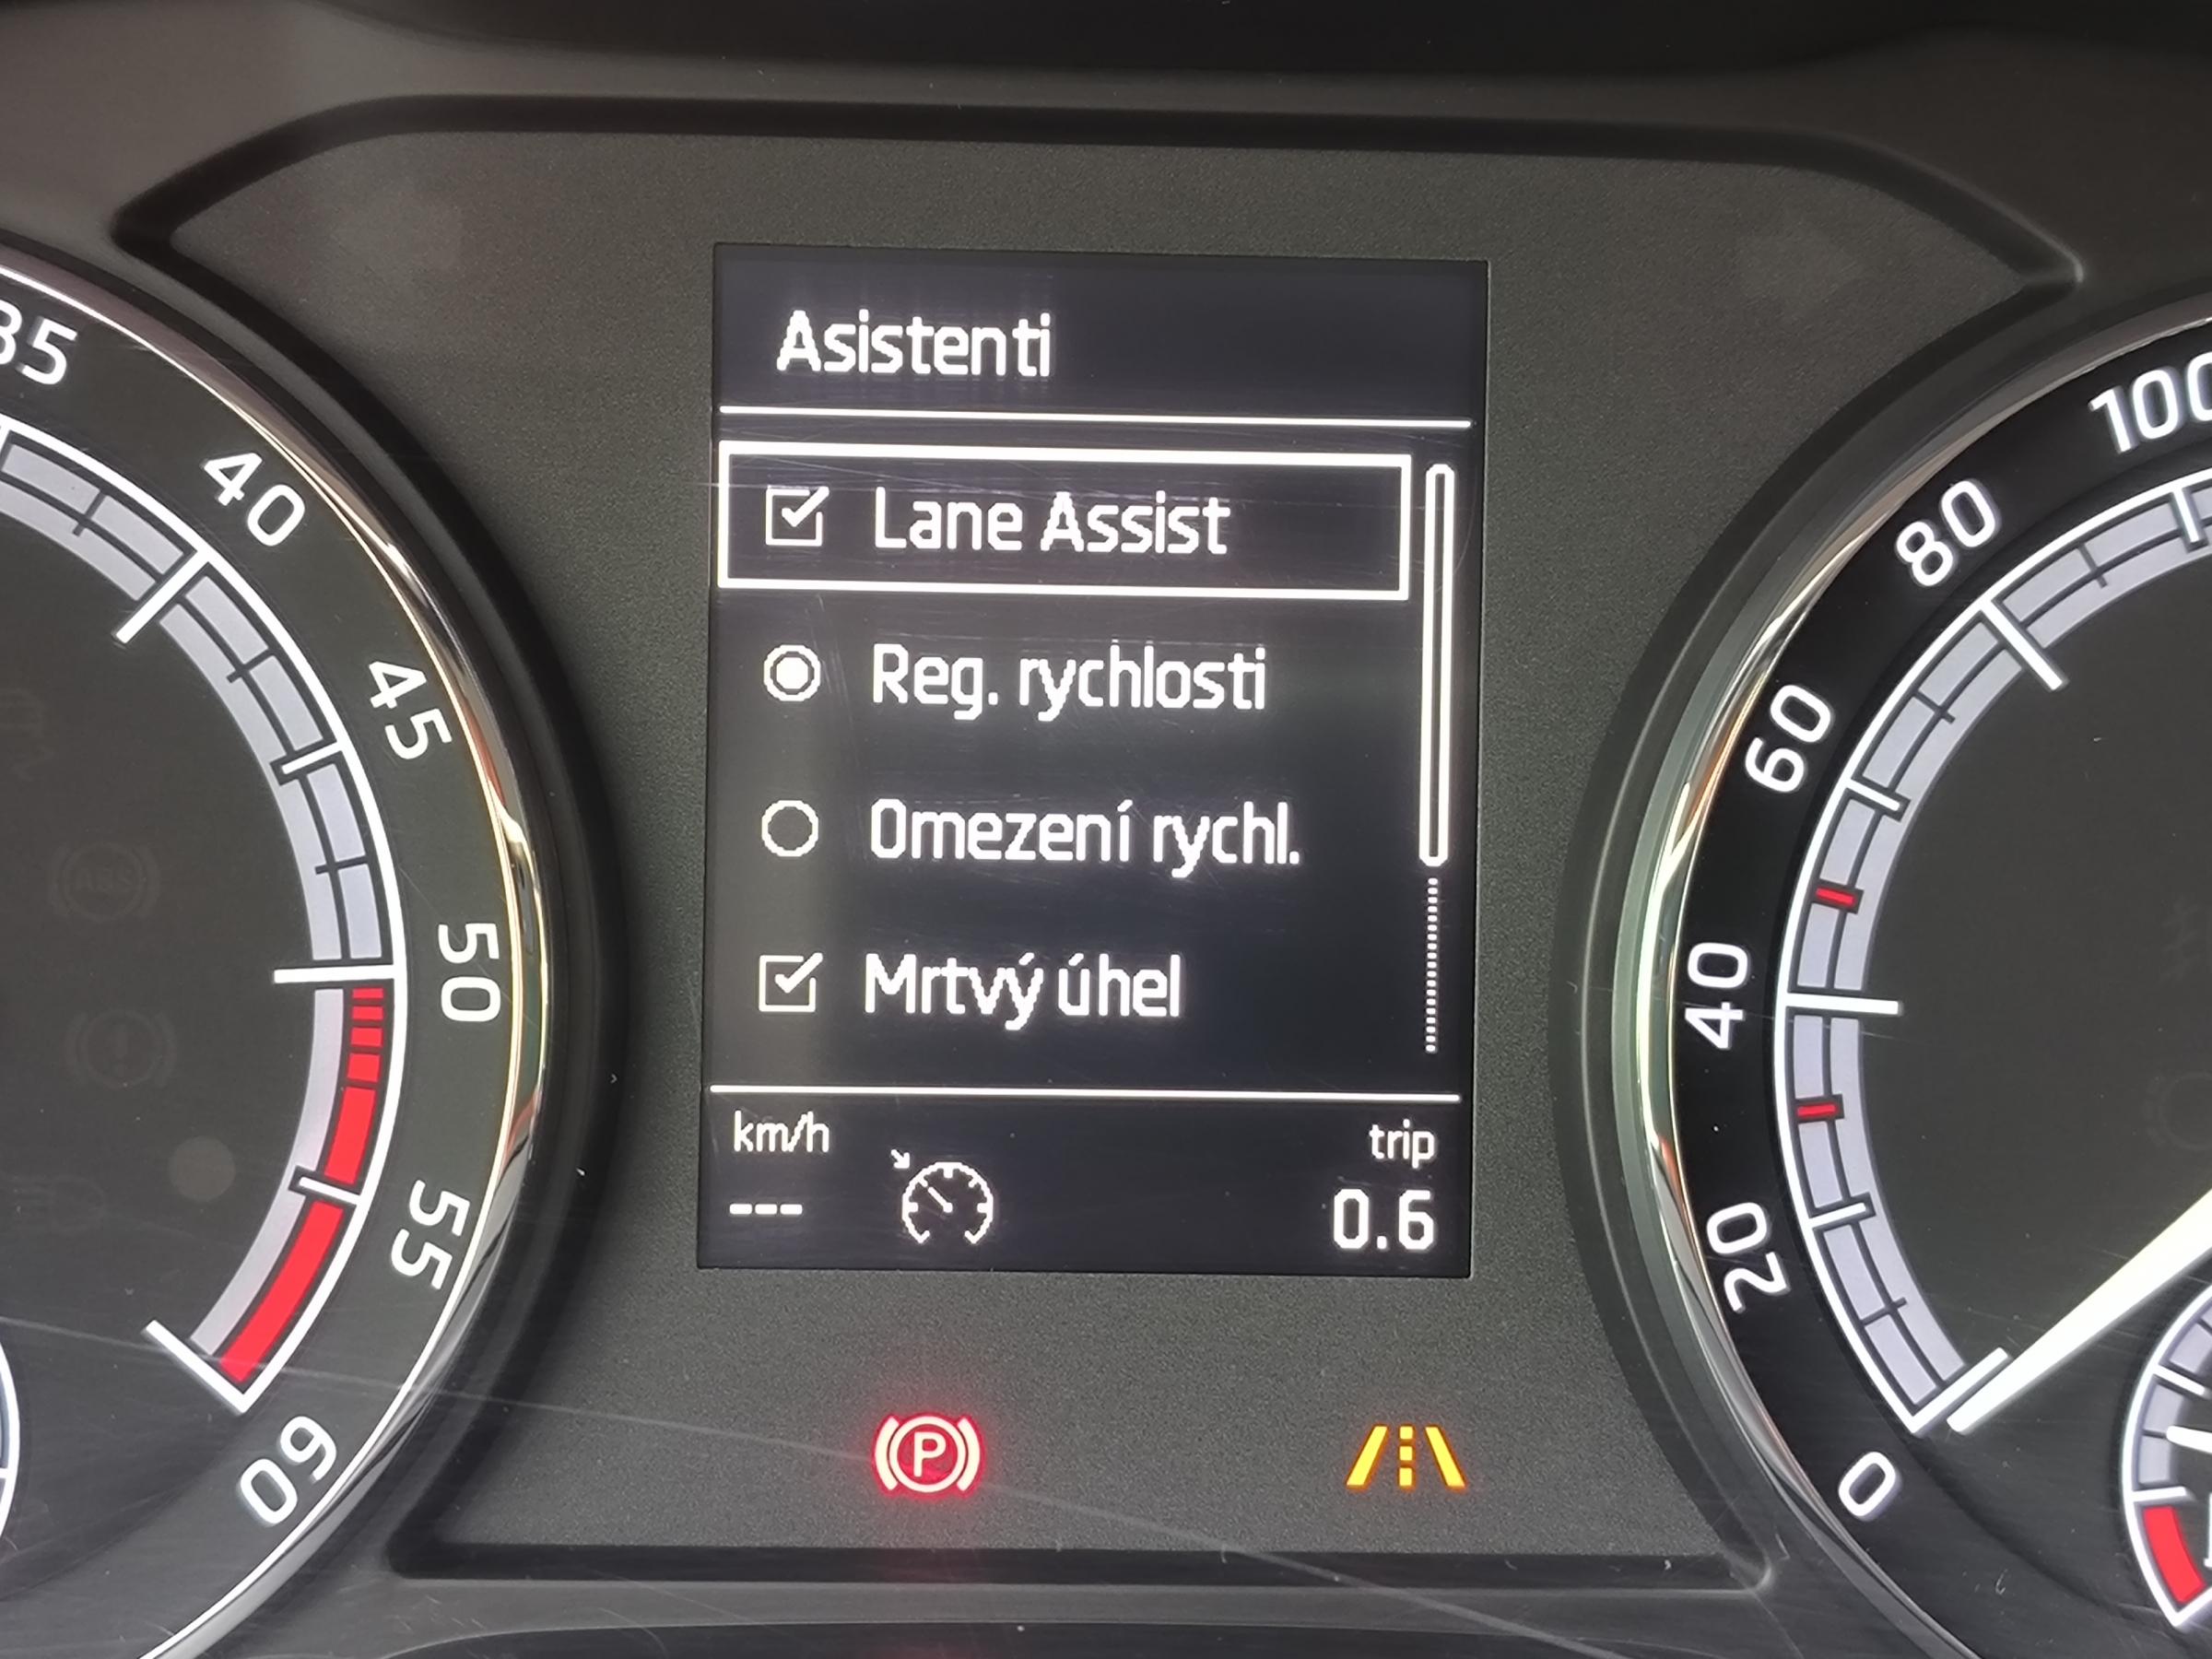 Asistenti
Lane Assist
Reg. rychlosti
Omezení rychl.
Mrtvý úhel
km/h
trip
---
0.6
P
35
40
45
50
55
60
100
80
60
40
20
0